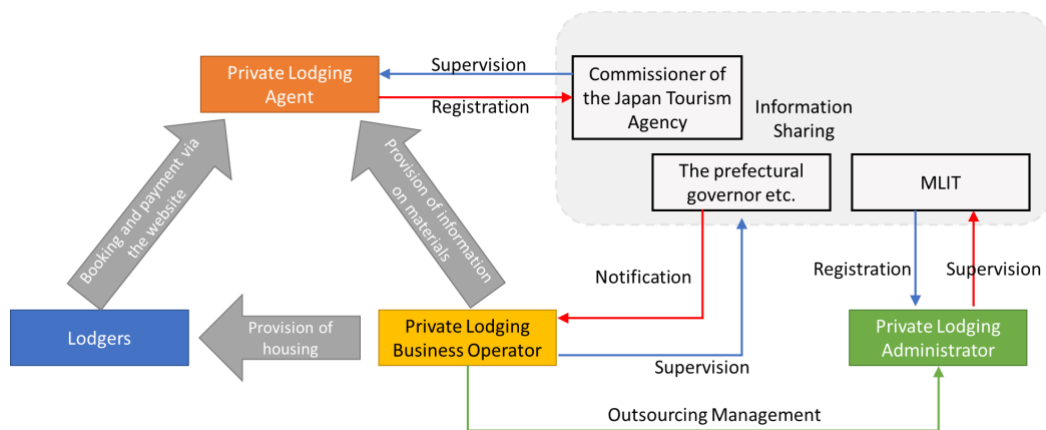 Private Lodging
Agent
Supervision
Registration
Commissioner of
the Japan Tourism
Agency
Information
Sharing
The prefectural
governor etc.
MLIT
Booking and payment via
the website
Provision of information
on materials
Notification
Registration
Supervision
Lodgers
Provision of
housing
Private Lodging
Business Operator
Supervision
Private Lodging
Administrator
Outsourcing Management